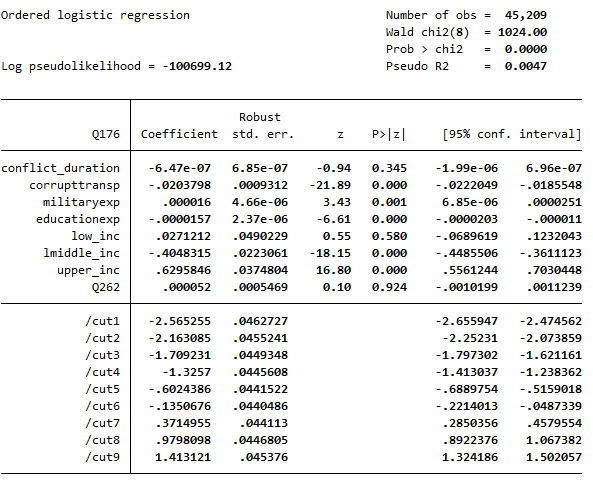 Ordered logistic regression Number of obs = 45,209
Wald chi2(8) = 1024.00
Prob > chi2 = 0.0000
Log pseudolikelihood = -100699.12 Pseudo R2 = 0.0047
Robust
Q176 Coefficient std. err. z P>|z| [95% conf. interval]
conflict_duration -6.47e-07 6.85e-07 -0.94 0.345 -1.99e-06 6.96e-07
corrupttransp -.0203798 .0009312 -21.89 0.000 -.0222049 -.0185548
militaryexp .000016 4.66e-06 3.43 0.001 6.85e-06 .0000251
educationexp -.0000157 2.37e-06 -6.61 0.000 -.0000203 -.000011
low_inc .0271212 .0490229 0.55 0.580 -.0689619 .1232043
lmiddle_inc -.4048315 .0223061 -18.15 0.000 -.4485506 -.3611123
upper_inc .6295846 .0374804 16.80 0.000 .5561244 .7030448
Q262 .000052 .0005469 0.10 0.924 -.0010199 .0011239
/cut1 -2.565255 .0462727 -2.655947 -2.474562
/cut2 -2.163085 .0455241 -2.25231 -2.073859
/cut3 -1.709231 .0449348 -1.797302 -1.621161
/cut4 -1.3257 .0445608 -1.413037 -1.238362
/cut5 -.6024386 .0441522 -.6889754 -.5159018
/cut6 -.1350676 .0440486 -.2214013 -.0487339
/cut7 .3714955 .044113 .2850356 .4579554
/cut8 .9798098 .0446805 .8922376 1.067382
/cut9 1.413121 .045376 1.324186 1.502057